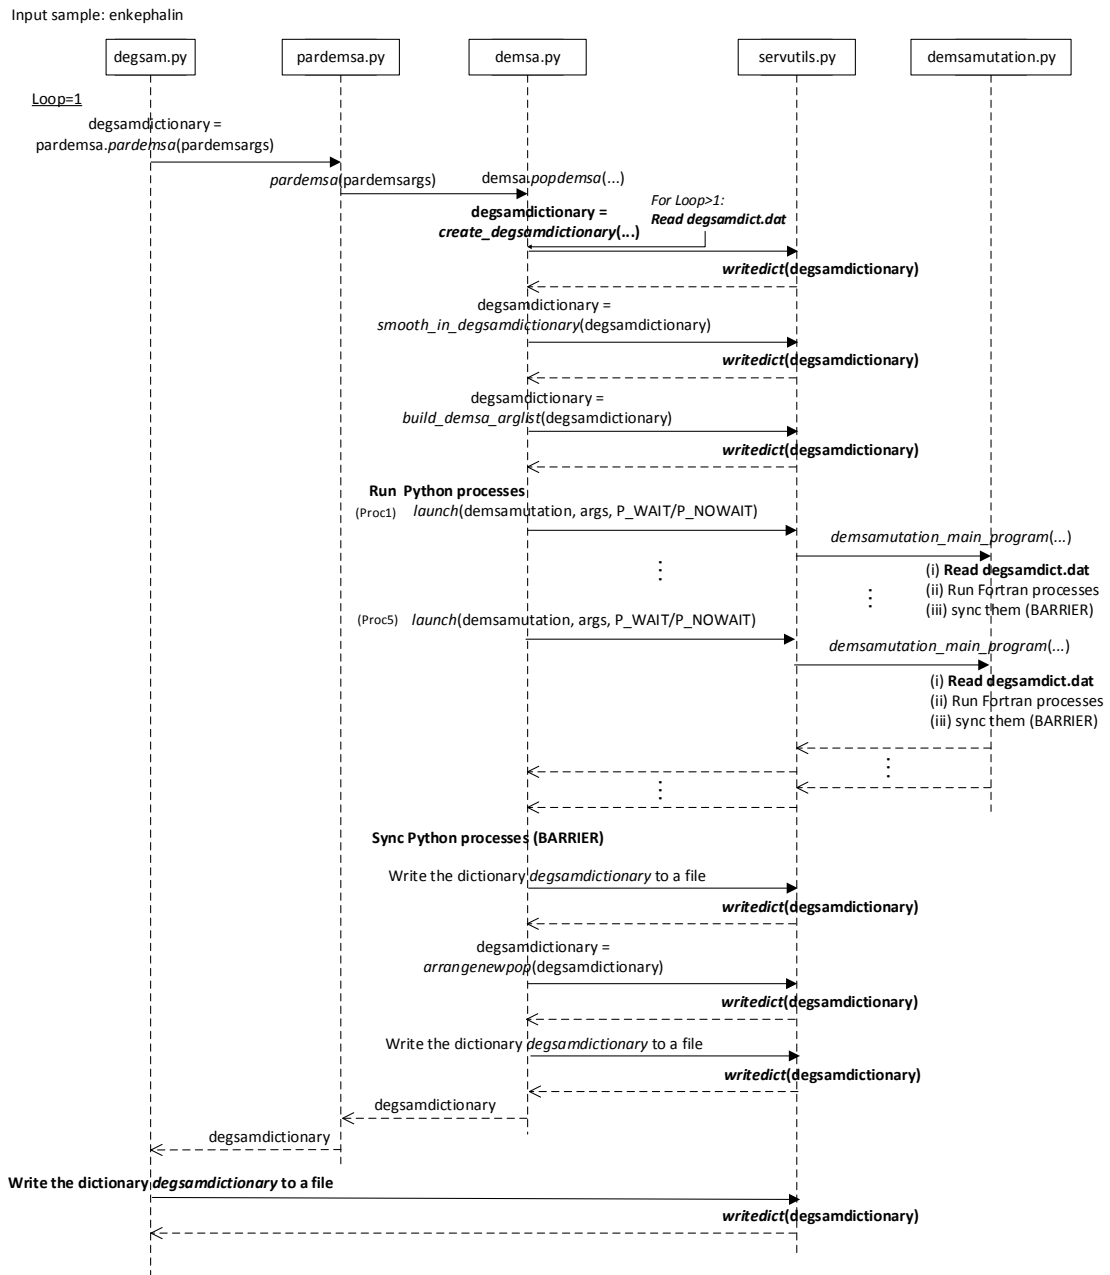 Input sample: enkephalin
degsam.py
pardemsa.py
demsa.py
servutils.py
demsamutation.py
Loop=1
degsamdictionary =
pardemsa.pardemsa(pardemsargs)
pardemsa(pardemsargs)
demsa.popdemsa(...)
For Loop>1:
Read degsamdict.dat
degsamdictionary =
create_degsamdictionary(...)
writedict(degsamdictionary)
degsamdictionary =
smooth_in_degsamdictionary(degsamdictionary)
writedict(degsamdictionary)
degsamdictionary =
build_demsa_arglist(degsamdictionary)
writedict(degsamdictionary)
Run Python processes
(Proc1) launch(demsamutation, args, P_WAIT/P_NOWAIT)
demsamutation_main_program(...)
(i) Read degsamdict.dat
(ii) Run Fortran processes
(iii) sync them (BARRIER)
(Proc5) launch(demsamutation, args, P_WAIT/P_NOWAIT)
demsamutation_main_program(...)
(i) Read degsamdict.dat
(ii) Run Fortran processes
(iii) sync them (BARRIER)
Sync Python processes (BARRIER)
Write the dictionary degsamdictionary to a file
writedict(degsamdictionary)
degsamdictionary =
arrangenewpop(degsamdictionary)
writedict(degsamdictionary)
Write the dictionary degsamdictionary to a file
writedict(degsamdictionary)
degsamdictionary
degsamdictionary
Write the dictionary degsamdictionary to a file
writedict(degsamdictionary)